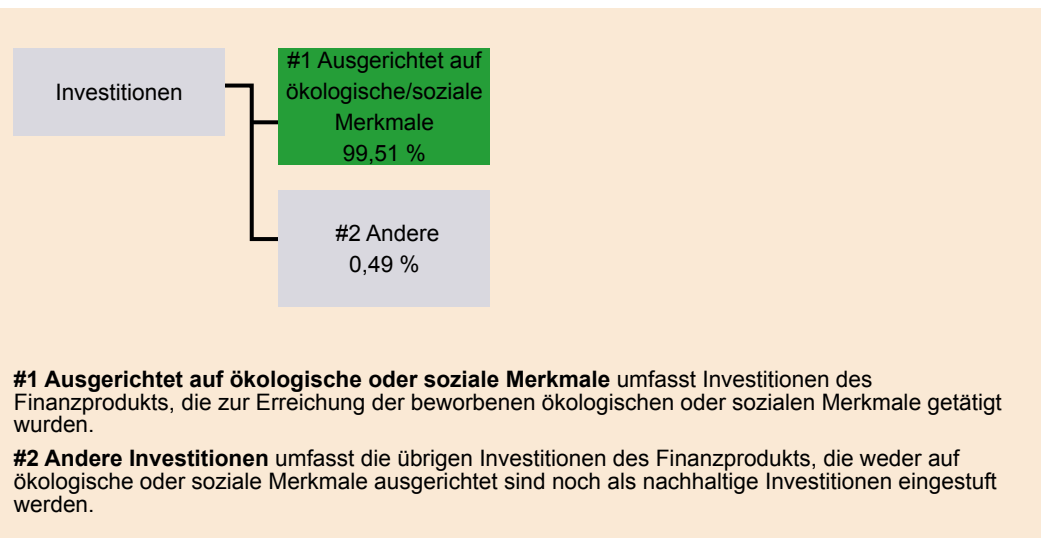 Investitionen
#1 Ausgerichtet auf
ökologische/soziale
Merkmale
99,51 %
#2 Andere
0,49 %
#1 Ausgerichtet auf ökologische oder soziale Merkmale umfasst Investitionen des
Finanzprodukts, die zur Erreichung der beworbenen ökologischen oder sozialen Merkmale getätigt
wurden.
#2 Andere Investitionen umfasst die übrigen Investitionen des Finanzprodukts, die weder auf
ökologische oder soziale Merkmale ausgerichtet sind noch als nachhaltige Investitionen eingestuft
werden.